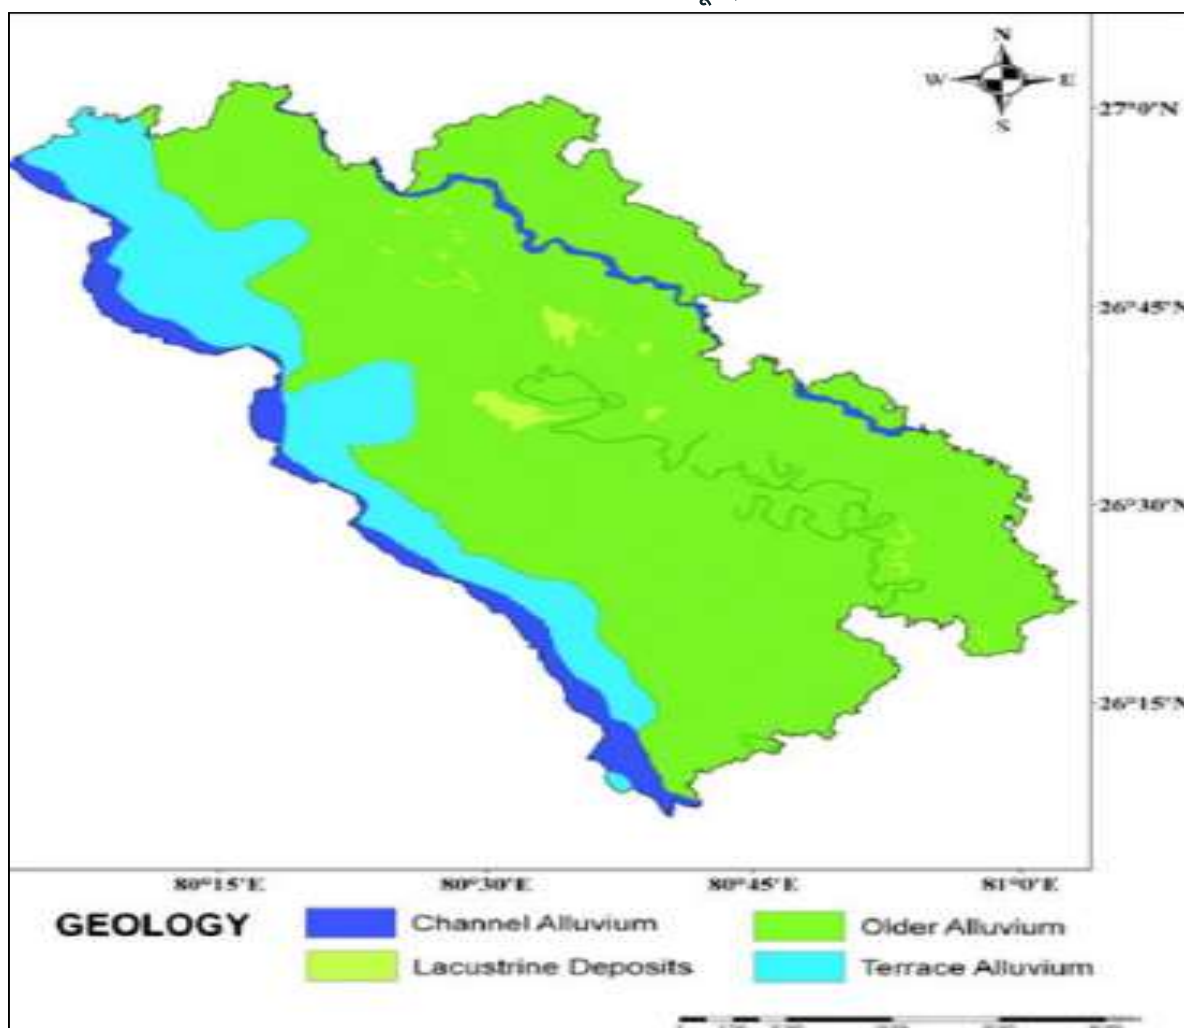 N
W E
S
27°0'N
26°45'N
26°30'N
26°15'N
80°15'E 80°30'E 80°45'E 81°0'E
GEOLOGY
Channel Alluvium
Older Alluvium
Lacustrine Deposits
Terrace Alluvium